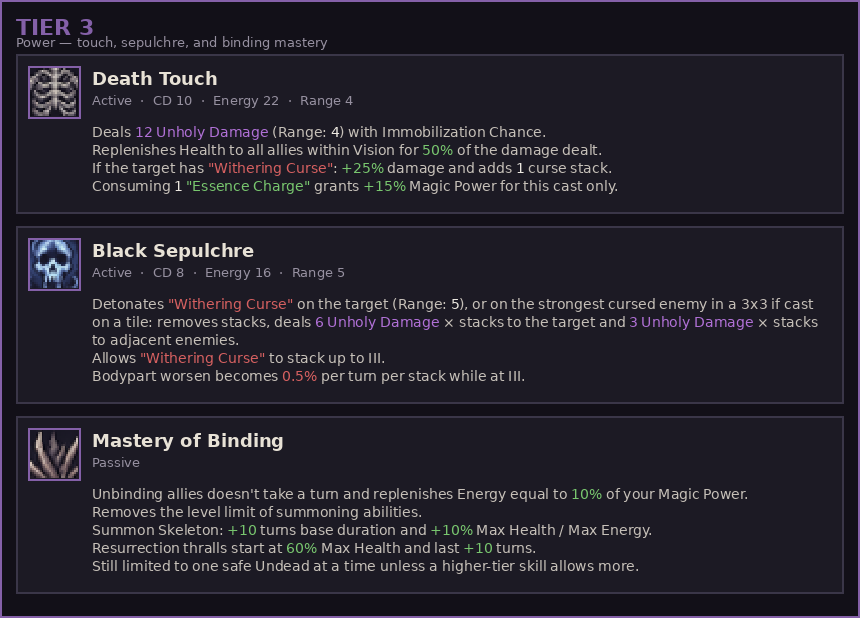 TIER 3
Power — touch, sepulchre, and binding mastery
Death Touch
Active · CD 10 · Energy 22 · Range 4
Deals 12 Unholy Damage (Range: 4) with Immobilization Chance.
Replenishes Health to all allies within Vision for 50% of the damage dealt.
If the target has "Withering Curse": +25% damage and adds 1 curse stack.
Consuming 1 "Essence Charge" grants +15% Magic Power for this cast only.
Black Sepulchre
Active · CD 8 · Energy 16 · Range 5
Detonates "Withering Curse" on the target (Range: 5), or on the strongest cursed enemy in a 3x3 if cast
on a tile: removes stacks, deals 6 Unholy Damage × stacks to the target and 3 Unholy Damage × stacks
to adjacent enemies.
Allows "Withering Curse" to stack up to III.
Bodypart worsen becomes 0.5% per turn per stack while at III.
Mastery of Binding
Passive
Unbinding allies doesn't take a turn and replenishes Energy equal to 10% of your Magic Power.
Removes the level limit of summoning abilities.
Summon Skeleton: +10 turns base duration and +10% Max Health / Max Energy.
Resurrection thralls start at 60% Max Health and last +10 turns.
Still limited to one safe Undead at a time unless a higher-tier skill allows more.